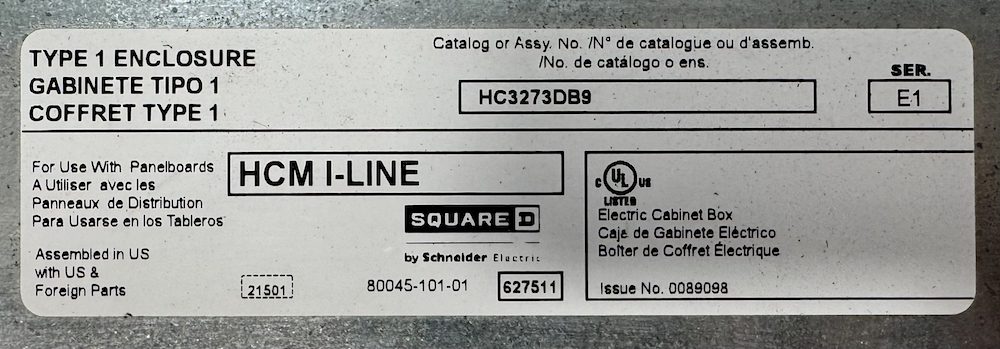 TYPE 1 ENCLOSURE
GABINETE TIPO 1
COFFRET TYPE 1
Catalog or Assy. No. /N° de catalogue ou d'assemb.
/No. de catálogo o ens.
HC3273DB9
SER.
E1
For Use With Panelboards
A Utiliser avec les
Panneaux de Distribution
Para Usarse en los Tableros
HCM I-LINE
SQUARE D
by Schneider Electric
Assembled in US
with US &
Foreign Parts
21501
80045-101-01
627511
C UL US
LISTED
Electric Cabinet Box
Caja de Gabinete Eléctrico
Boîter de Coffret Électrique
Issue No. 0089098